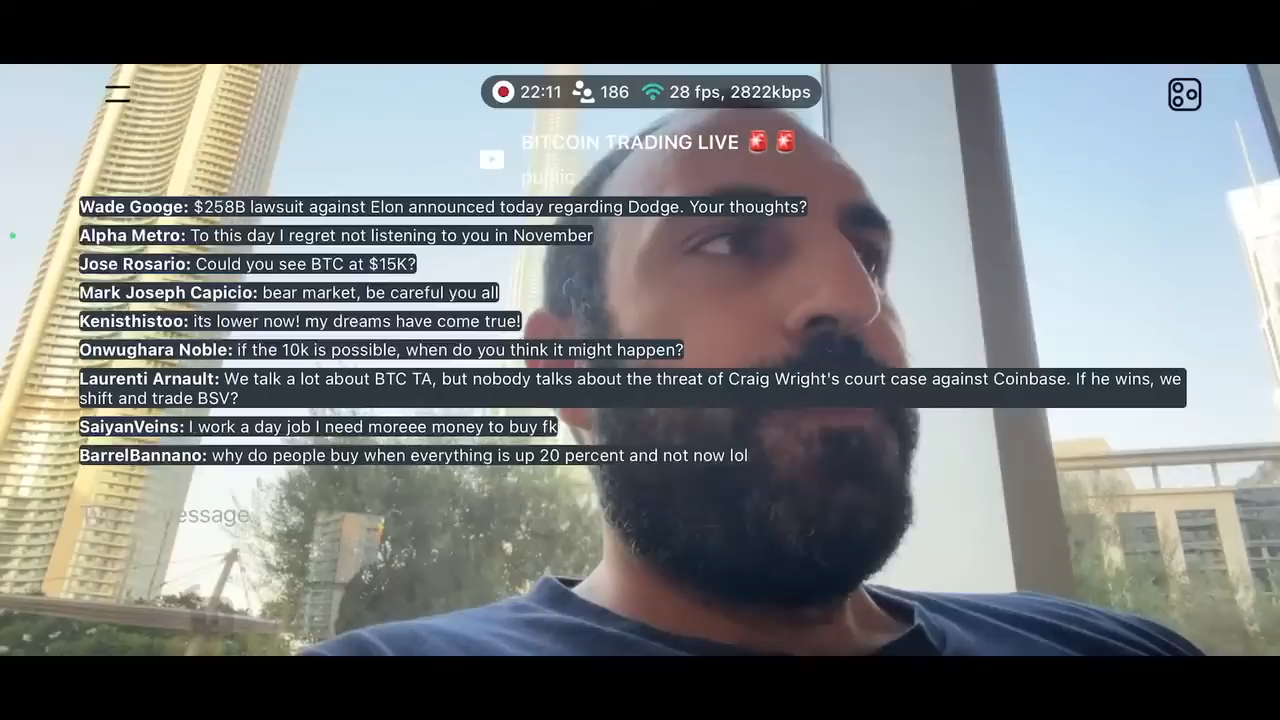 22:11 186 28 fps, 2822kbps
BITCOIN TRADING LIVE 🚨🚨
public
Wade Googe: $258B lawsuit against Elon announced today regarding Dodge. Your thoughts?
Alpha Metro: To this day I regret not listening to you in November
Jose Rosario: Could you see BTC at $15K?
Mark Joseph Capicio: bear market, be careful you all
Kenisthistoo: its lower now! my dreams have come true!
Onwughara Noble: if the 10k is possible, when do you think it might happen?
Laurenti Arnault: We talk a lot about BTC TA, but nobody talks about the threat of Craig Wright's court case against Coinbase. If he wins, we
shift and trade BSV?
SaiyanVeins: I work a day job I need moreee money to buy fk
BarrelBannano: why do people buy when everything is up 20 percent and not now lol